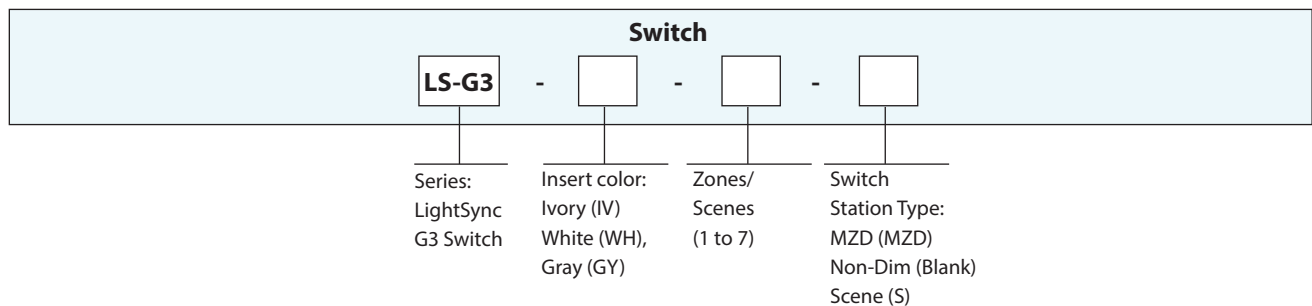 Switch
LS-G3 - - -
Series:
LightSync
G3 Switch
Insert color:
Ivory (IV)
White (WH),
Gray (GY)
Zones/
Scenes
(1 to 7)
Switch
Station Type:
MZD (MZD)
Non-Dim (Blank)
Scene (S)